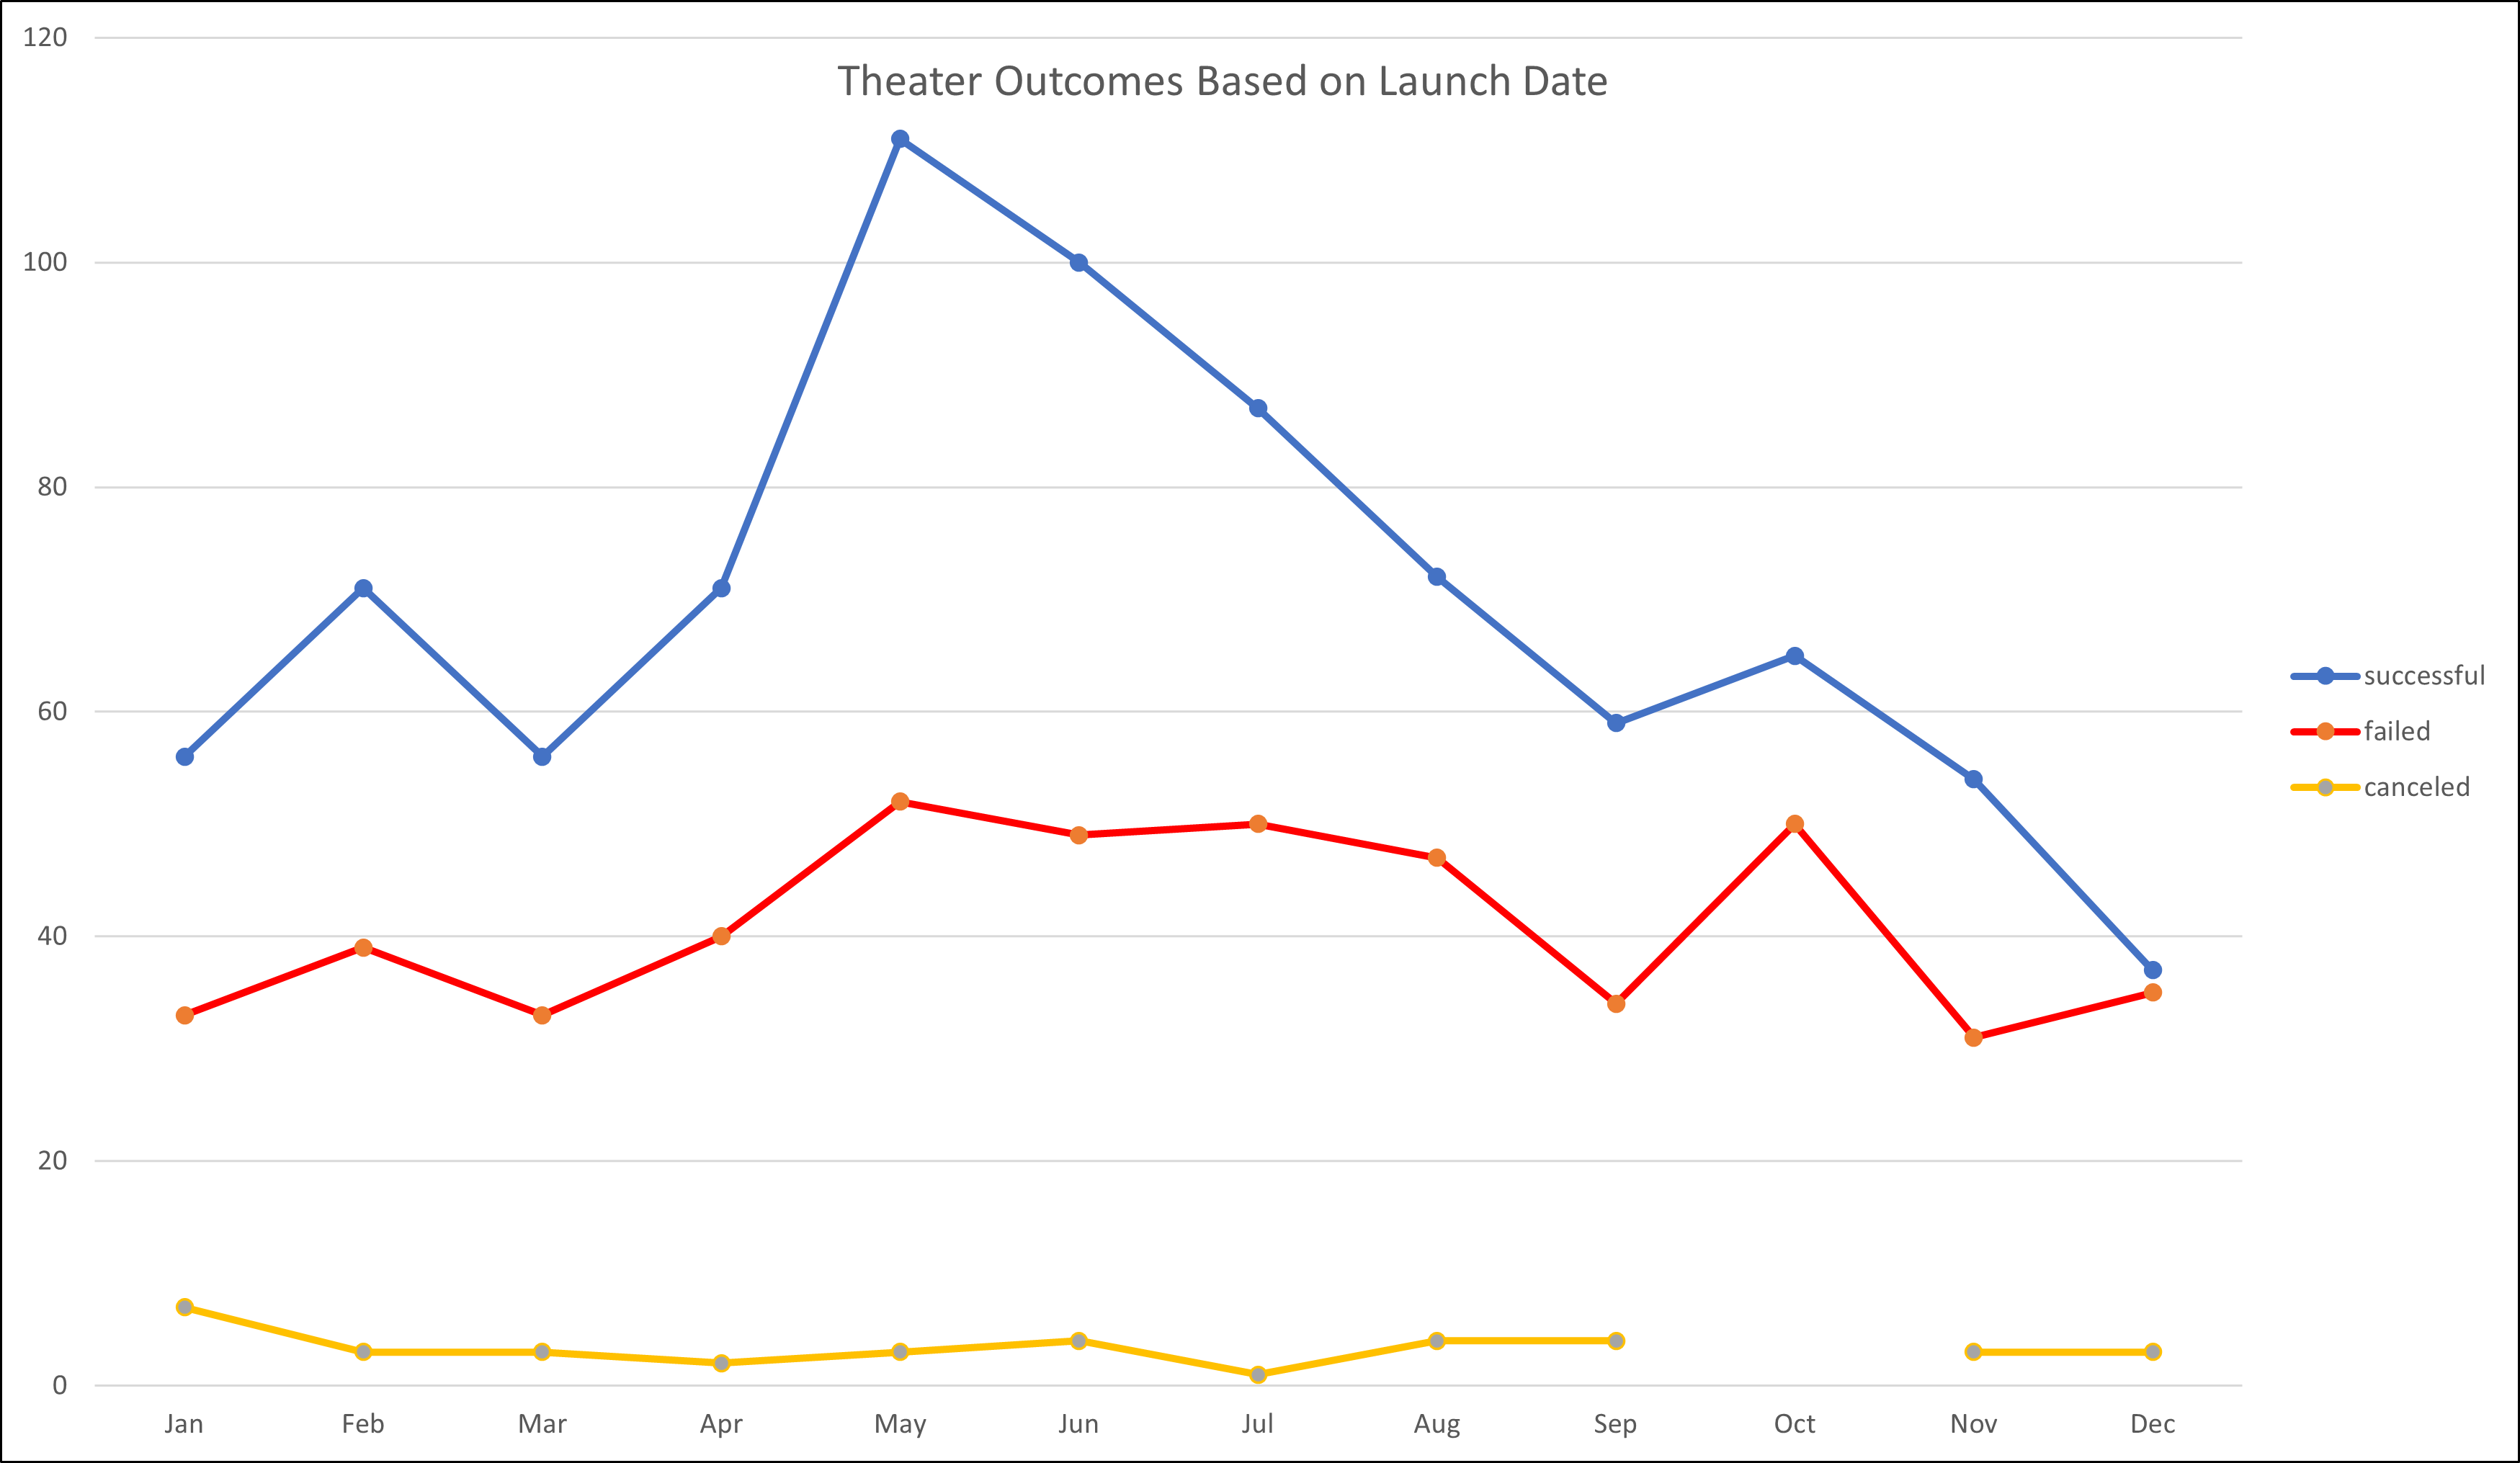 Theater Outcomes Based on Launch Date
120
100
80
60
40
20
0
Jan Feb Mar Apr May Jun Jul Aug Sep Oct Nov Dec
successful
failed
canceled